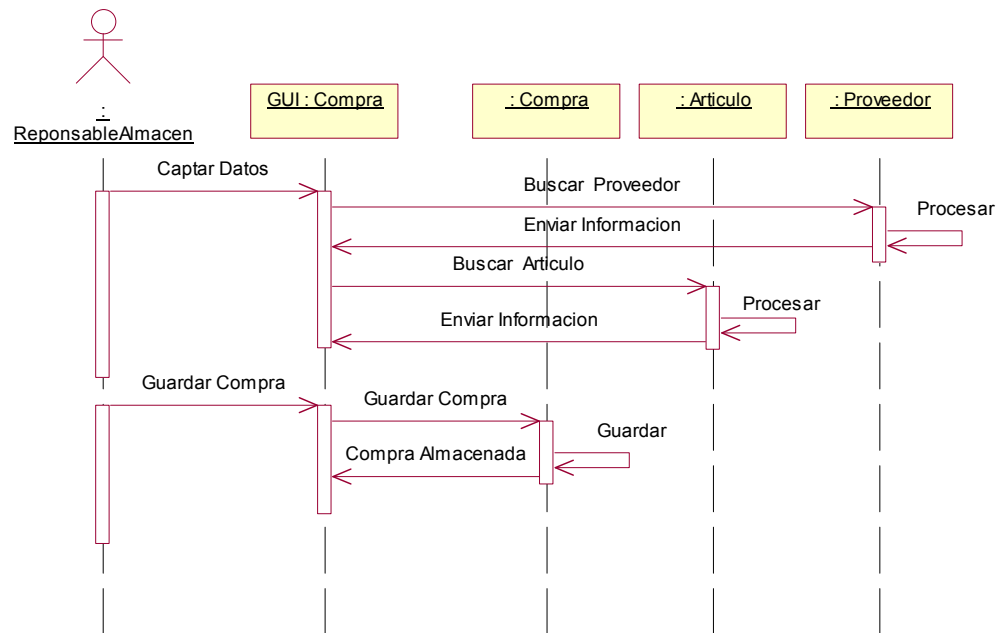 :
ReponsableAlmacen
GUI : Compra
: Compra
: Articulo
: Proveedor
Captar Datos
Buscar Proveedor
Procesar
Enviar Informacion
Buscar Articulo
Procesar
Enviar Informacion
Guardar Compra
Guardar Compra
Guardar
Compra Almacenada